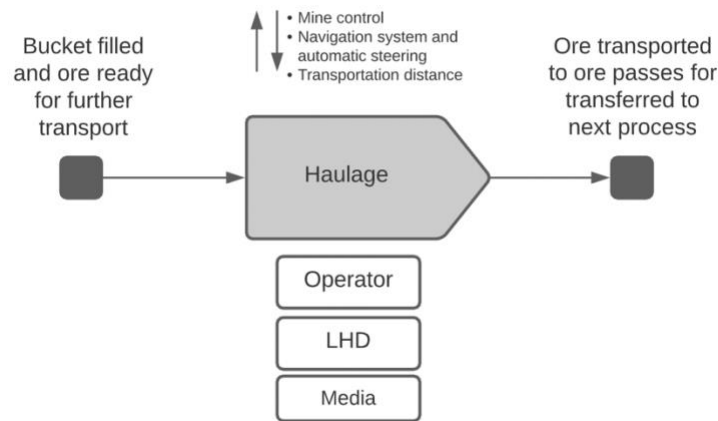 Bucket filled
and ore ready
for further
transport
• Mine control
• Navigation system and
automatic steering
• Transportation distance
Ore transported
to ore passes for
transferred to
next process
Haulage
Operator
LHD
Media